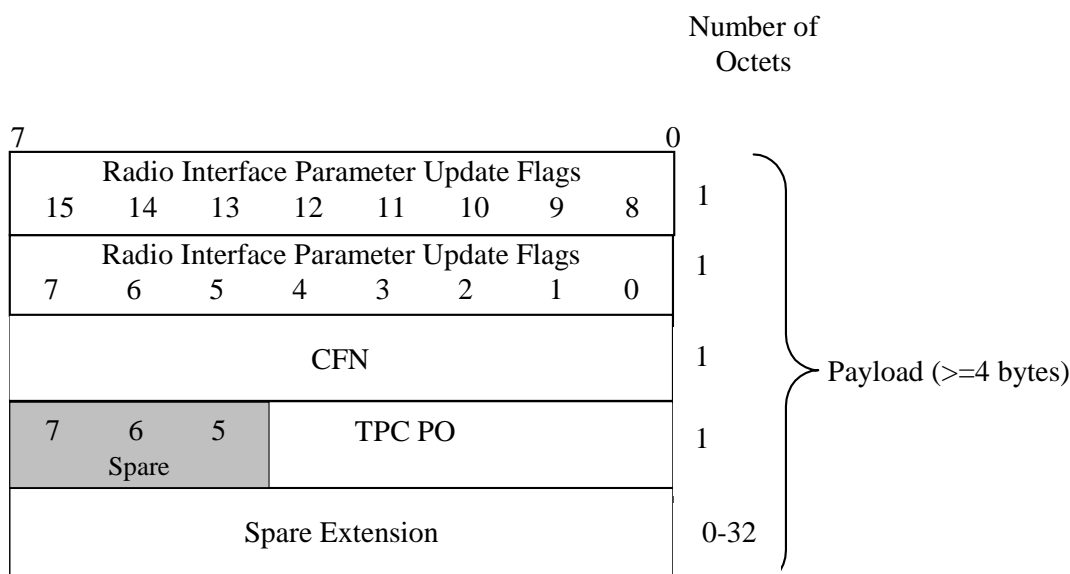 Number of
Octets
7 0
Radio Interface Parameter Update Flags
15 14 13 12 11 10 9 8
1
Radio Interface Parameter Update Flags
7 6 5 4 3 2 1 0
1
CFN
1
Payload (>=4 bytes)
7 6 5 TPC PO
1
Spare
Spare Extension
0-32